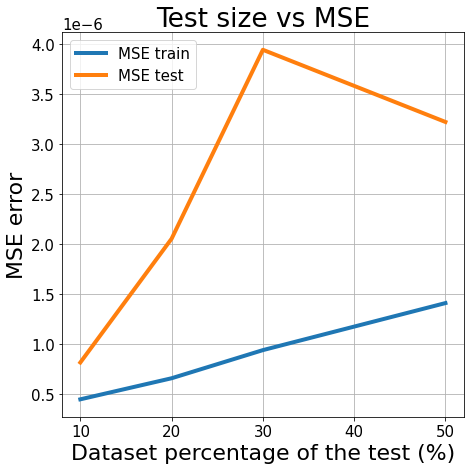 Test size vs MSE
1e−6
MSE train
MSE test
4.0
3.5
3.0
2.5
2.0
1.5
1.0
0.5
MSE error
10 20 30 40 50
Dataset percentage of the test (%)